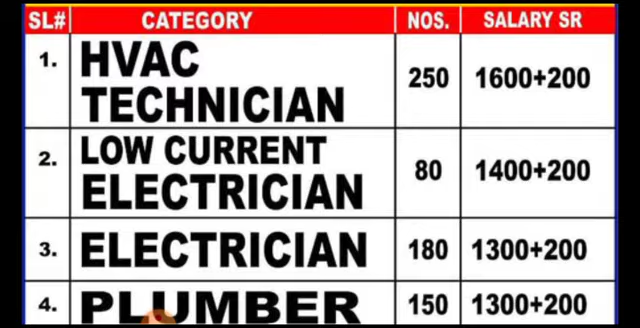 SL# CATEGORY NOS. SALARY SR
1. HVAC TECHNICIAN 250 1600+200
2. LOW CURRENT ELECTRICIAN 80 1400+200
3. ELECTRICIAN 180 1300+200
4. PLUMBER 150 1300+200